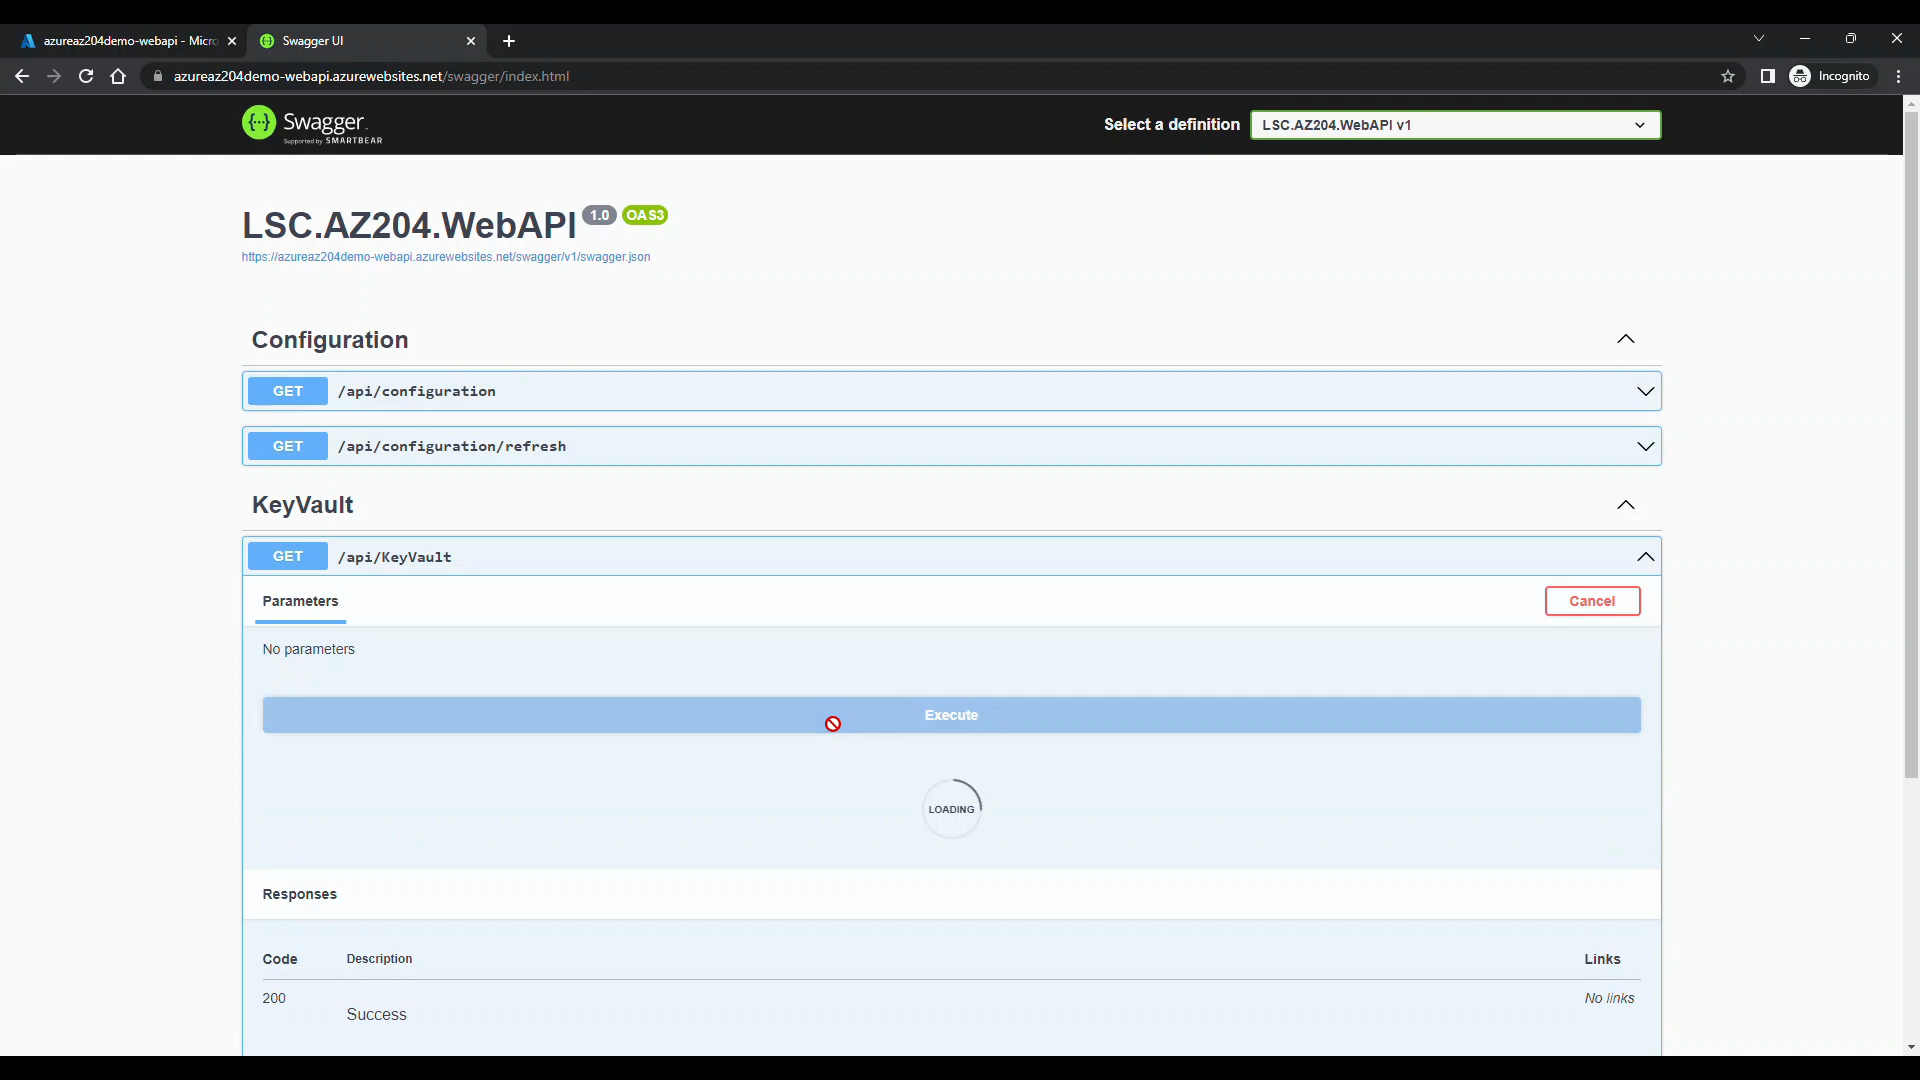 azureaz204demo-webapi - Micro
Swagger UI
azureaz204demo-webapi.azurewebsites.net/swagger/index.html
Incognito
Swagger
Supported by SMARTBEAR
Select a definition
LSC.AZ204.WebAPI v1
LSC.AZ204.WebAPI 1.0 OAS3
https://azureaz204demo-webapi.azurewebsites.net/swagger/v1/swagger.json
Configuration
GET /api/configuration
GET /api/configuration/refresh
KeyVault
GET /api/KeyVault
Parameters
Cancel
No parameters
Execute
LOADING
Responses
Code Description Links
200 No links
Success